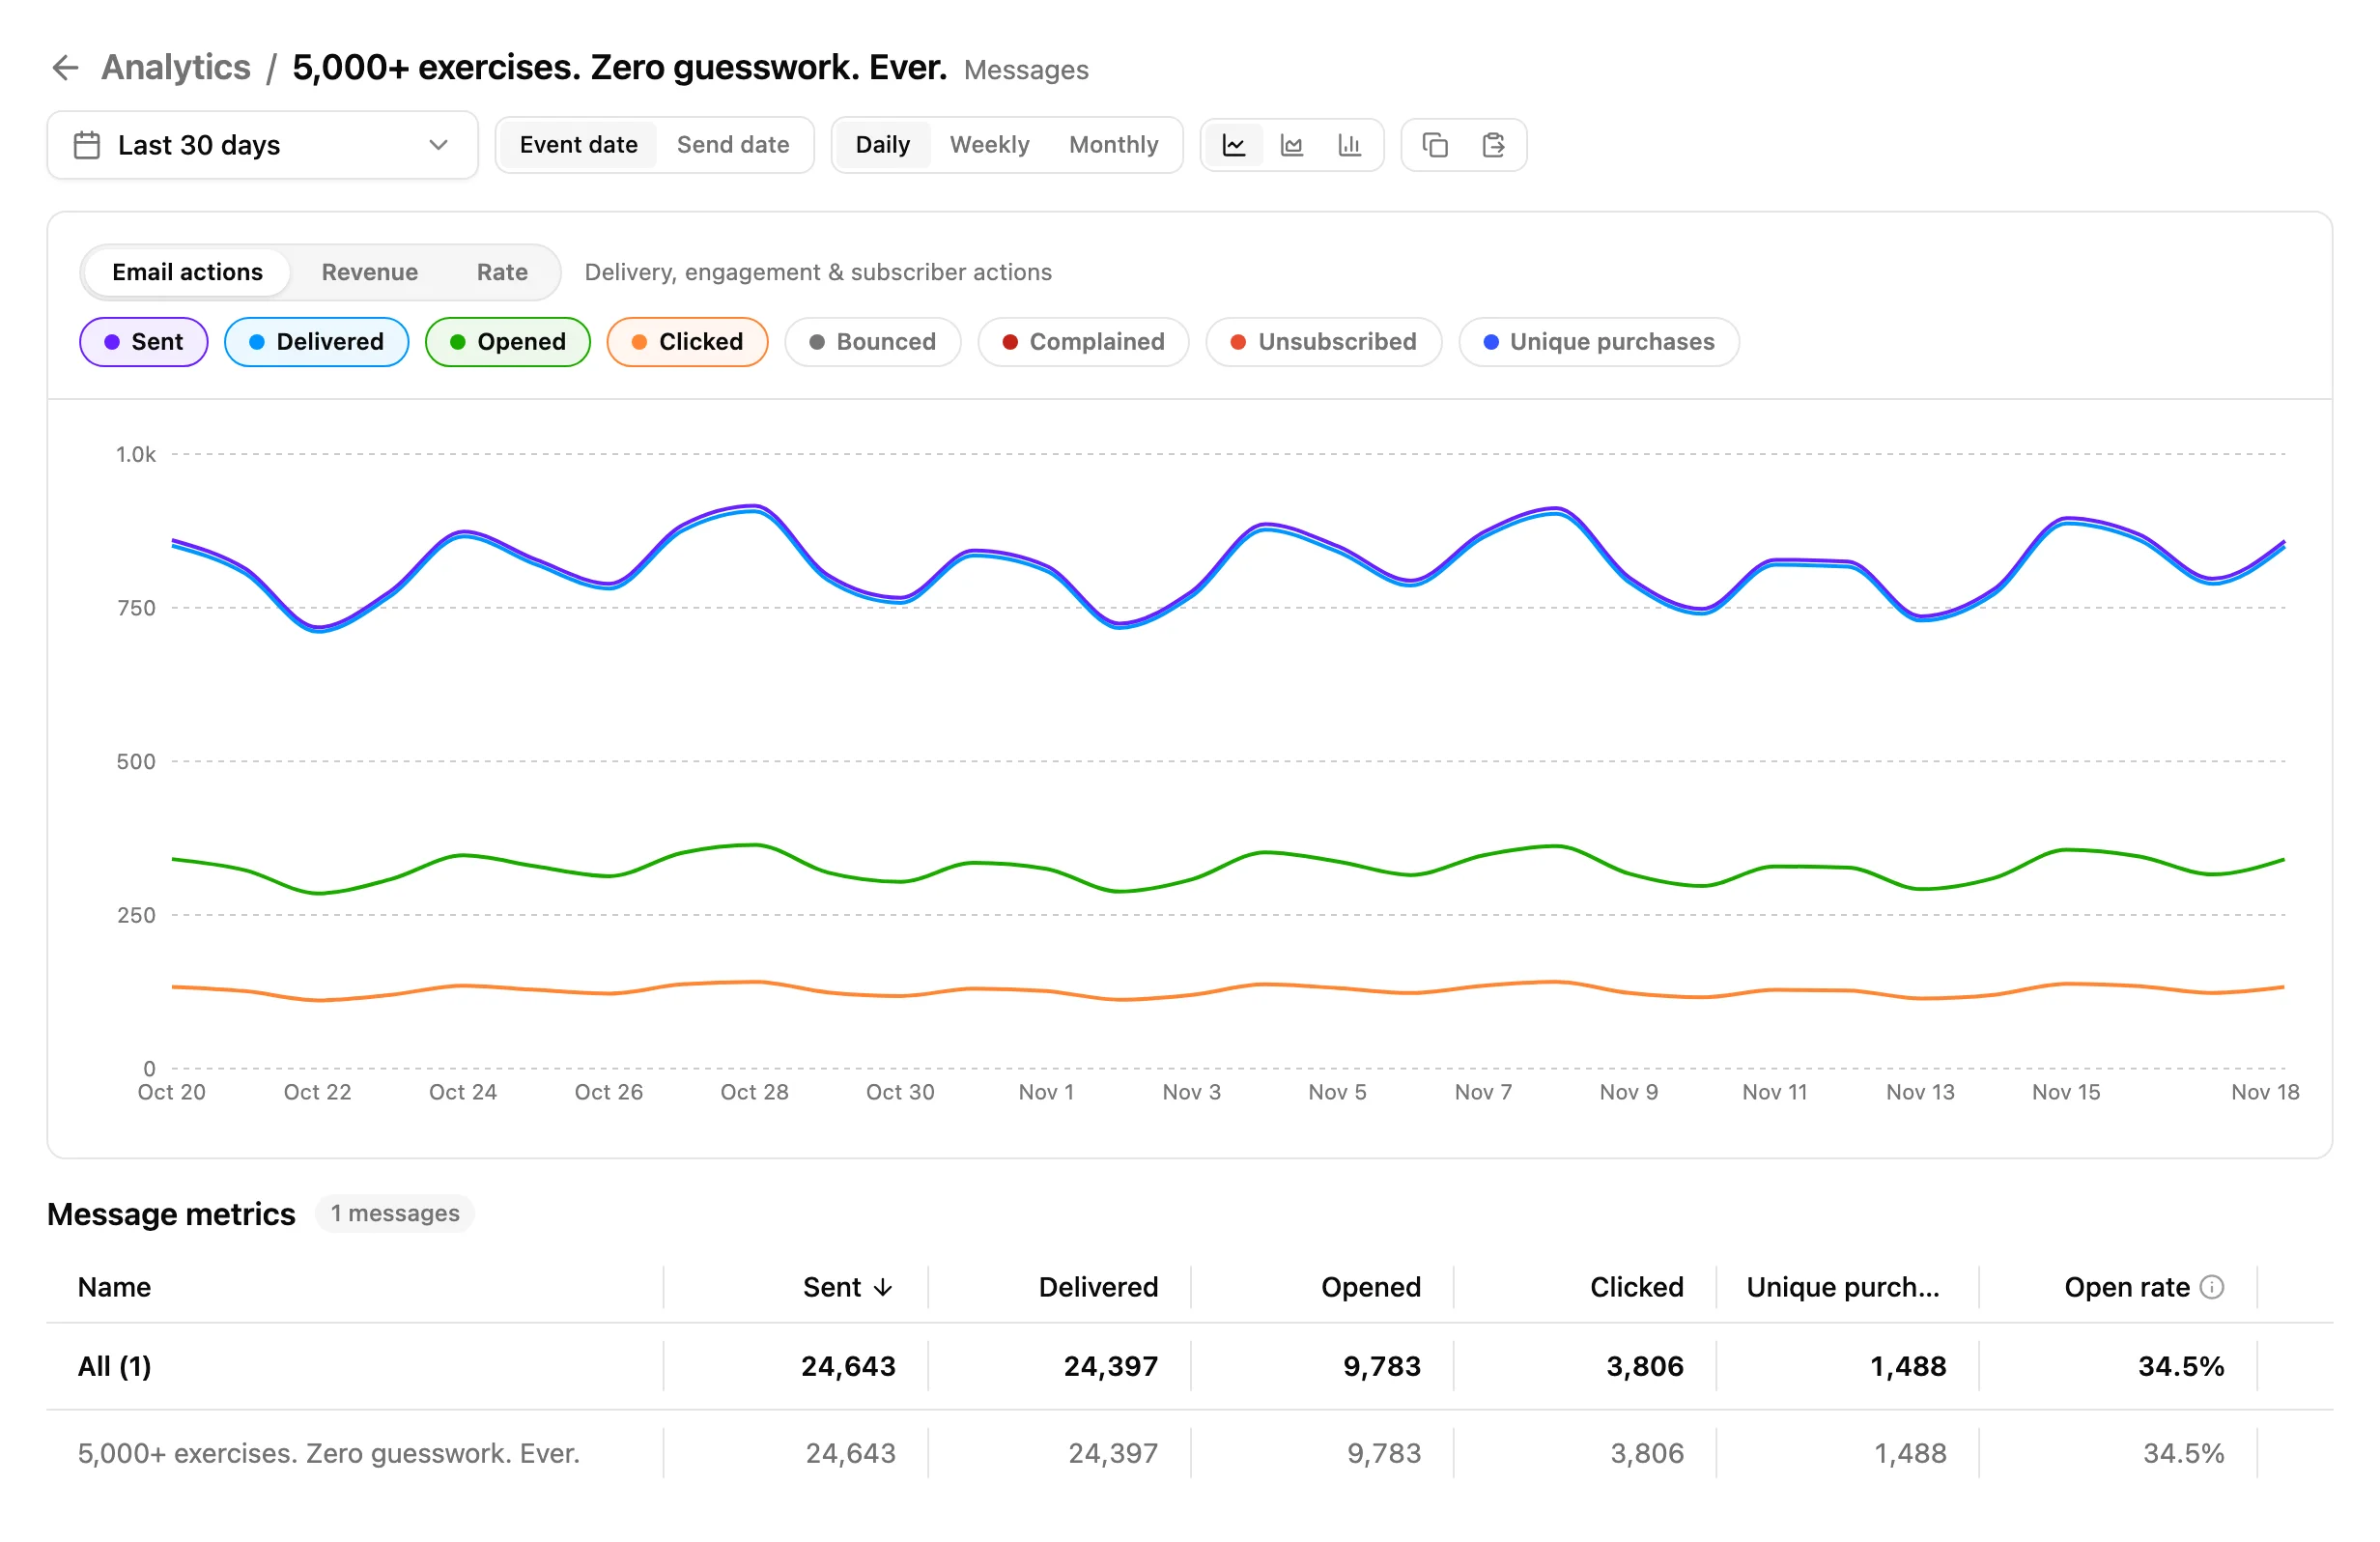 Analytics / 5,000+ exercises. Zero guesswork. Ever. Messages
Last 30 days
Event date Send date
Daily Weekly Monthly
Email actions Revenue Rate Delivery, engagement & subscriber actions
Sent Delivered Opened Clicked Bounced Complained Unsubscribed Unique purchases
1.0k
750
500
250
0
Oct 20 Oct 22 Oct 24 Oct 26 Oct 28 Oct 30 Nov 1 Nov 3 Nov 5 Nov 7 Nov 9 Nov 11 Nov 13 Nov 15 Nov 18
Message metrics 1 messages
Name Sent Delivered Opened Clicked Unique purch... Open rate
All (1) 24,643 24,397 9,783 3,806 1,488 34.5%
5,000+ exercises. Zero guesswork. Ever. 24,643 24,397 9,783 3,806 1,488 34.5%